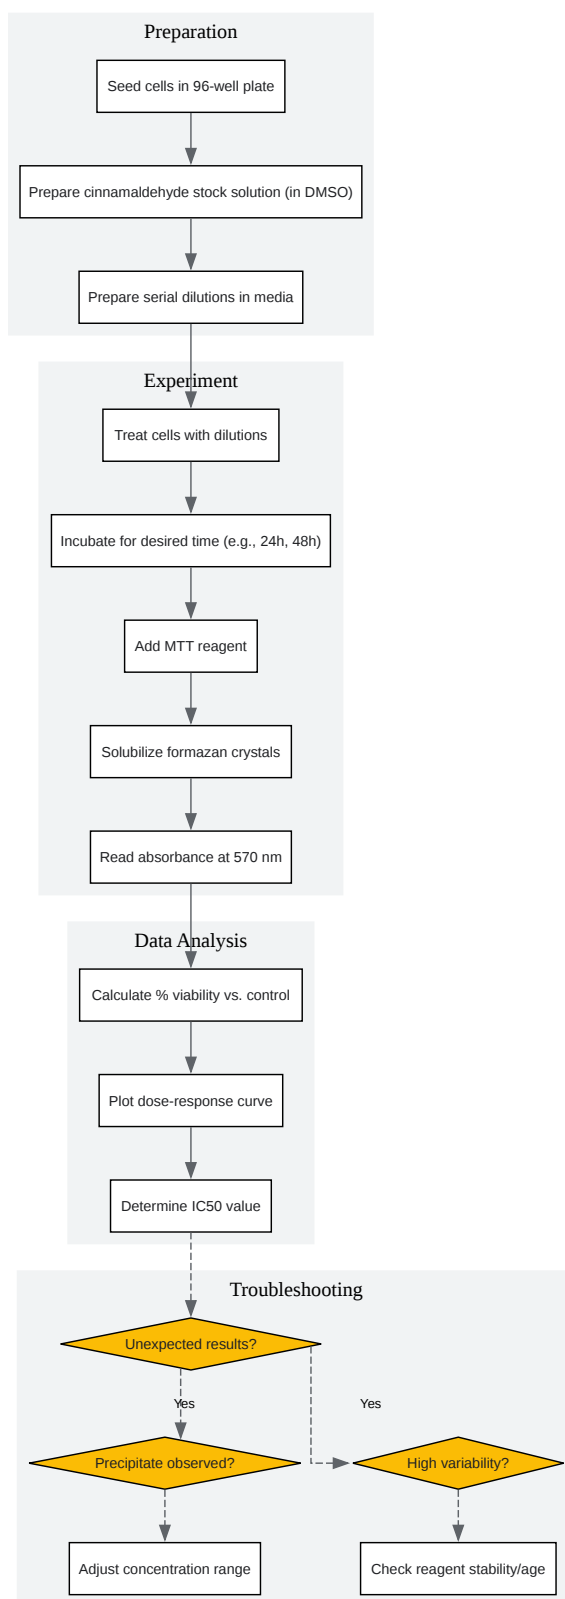 Preparation
Seed cells in 96-well plate
Prepare cinnamaldehyde stock solution (in DMSO)
Prepare serial dilutions in media
Experiment
Treat cells with dilutions
Incubate for desired time (e.g., 24h, 48h)
Add MTT reagent
Solubilize formazan crystals
Read absorbance at 570 nm
Data Analysis
Calculate % viability vs. control
Plot dose-response curve
Determine IC50 value
Troubleshooting
Unexpected results?
Yes
Yes
Precipitate observed?
High variability?
Adjust concentration range
Check reagent stability/age